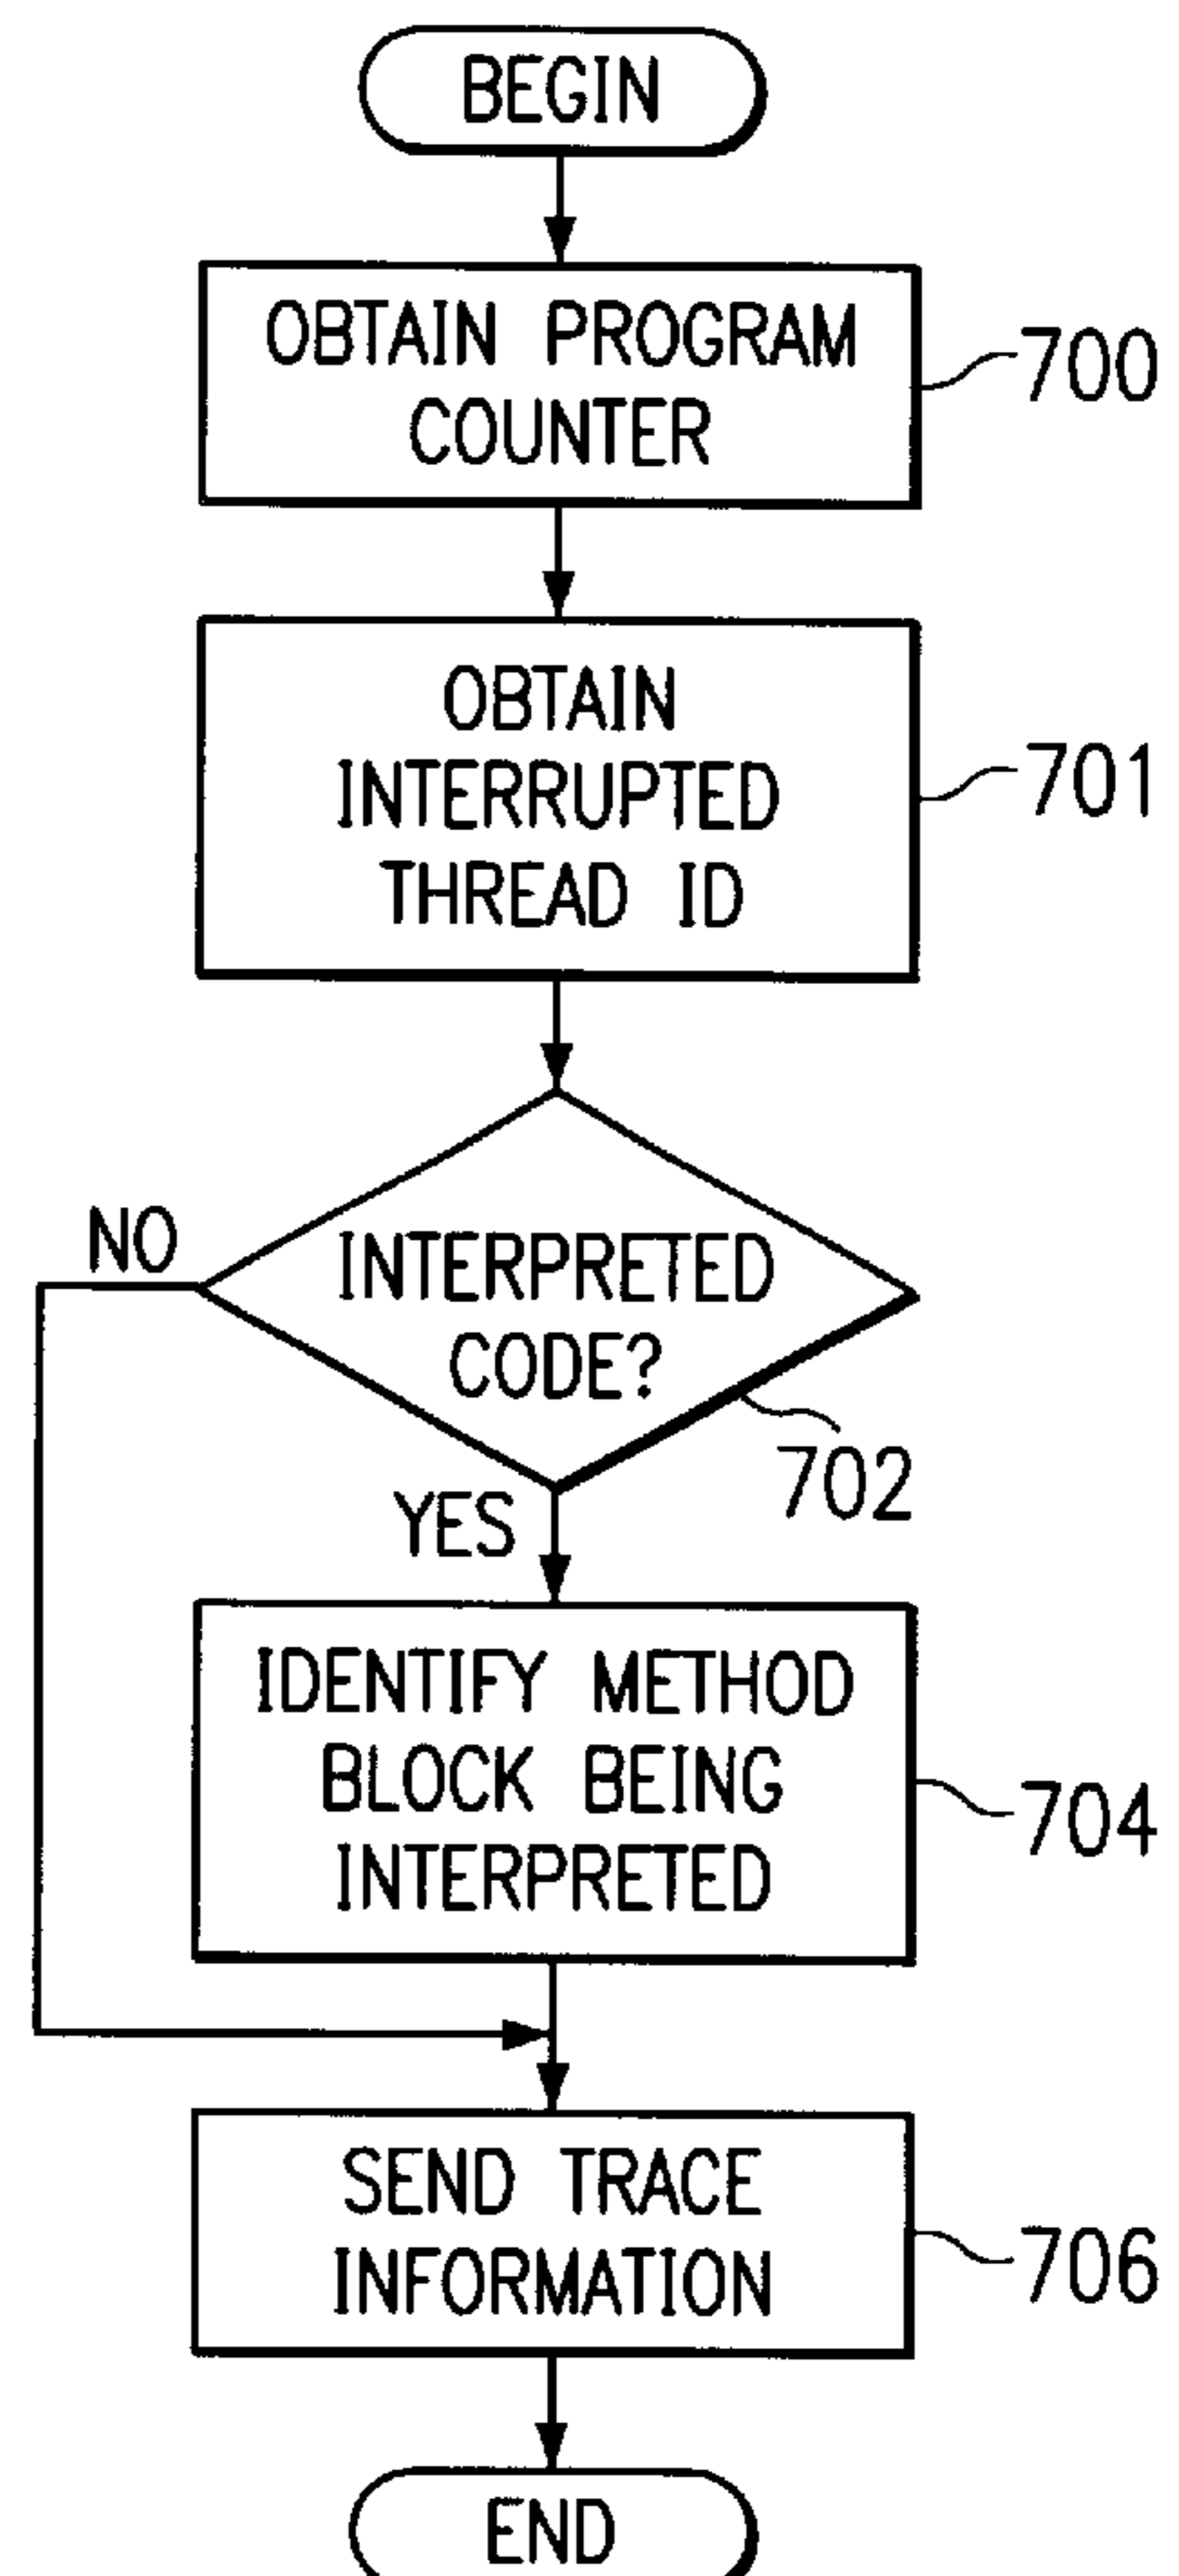 BEGIN
OBTAIN PROGRAM
COUNTER
700
OBTAIN
INTERRUPTED
THREAD ID
701
NO
INTERPRETED
CODE?
702
YES
IDENTIFY METHOD
BLOCK BEING
INTERPRETED
704
SEND TRACE
INFORMATION
706
END